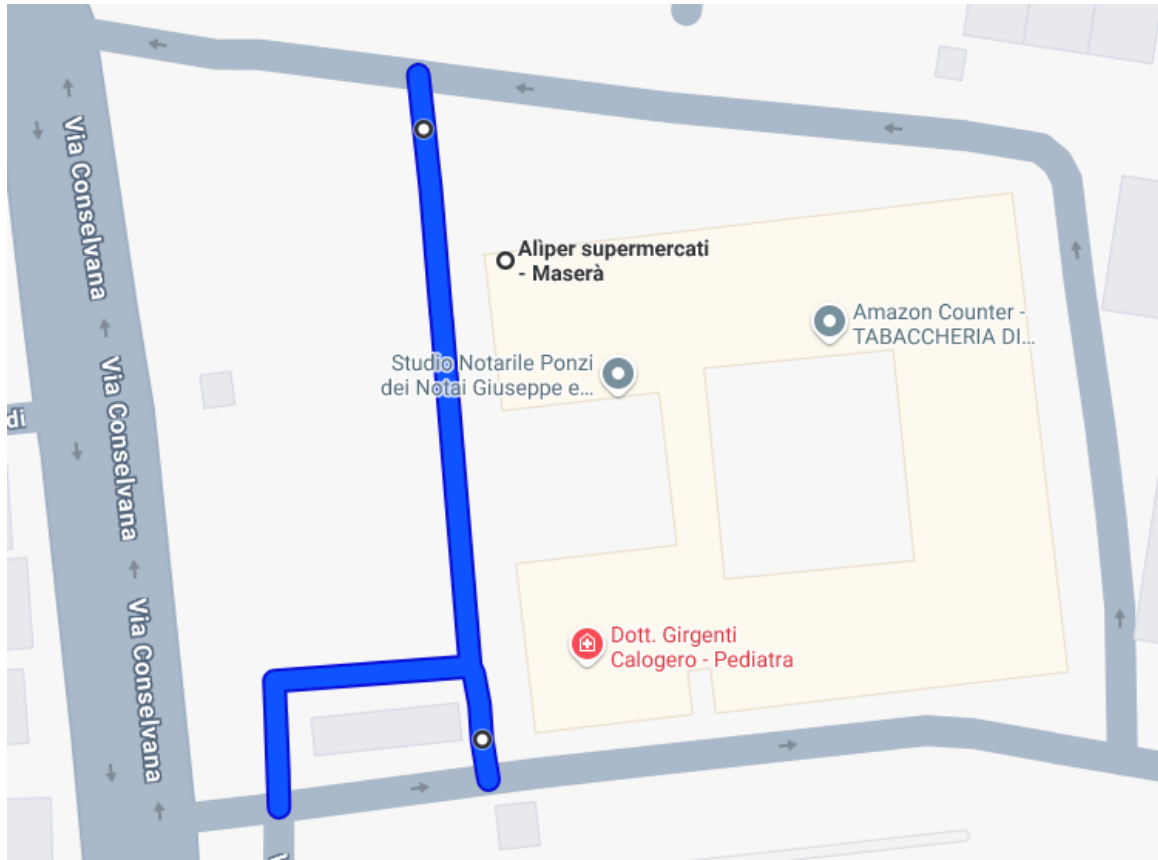 Via Conselvana
Alìper supermercati
- Maserà
Amazon Counter -
TABACCHERIA DI...
Studio Notarile Ponzi
dei Notai Giuseppe e...
Via Conselvana
di
Via Conselvana
Dott. Girgenti
Calogero - Pediatra